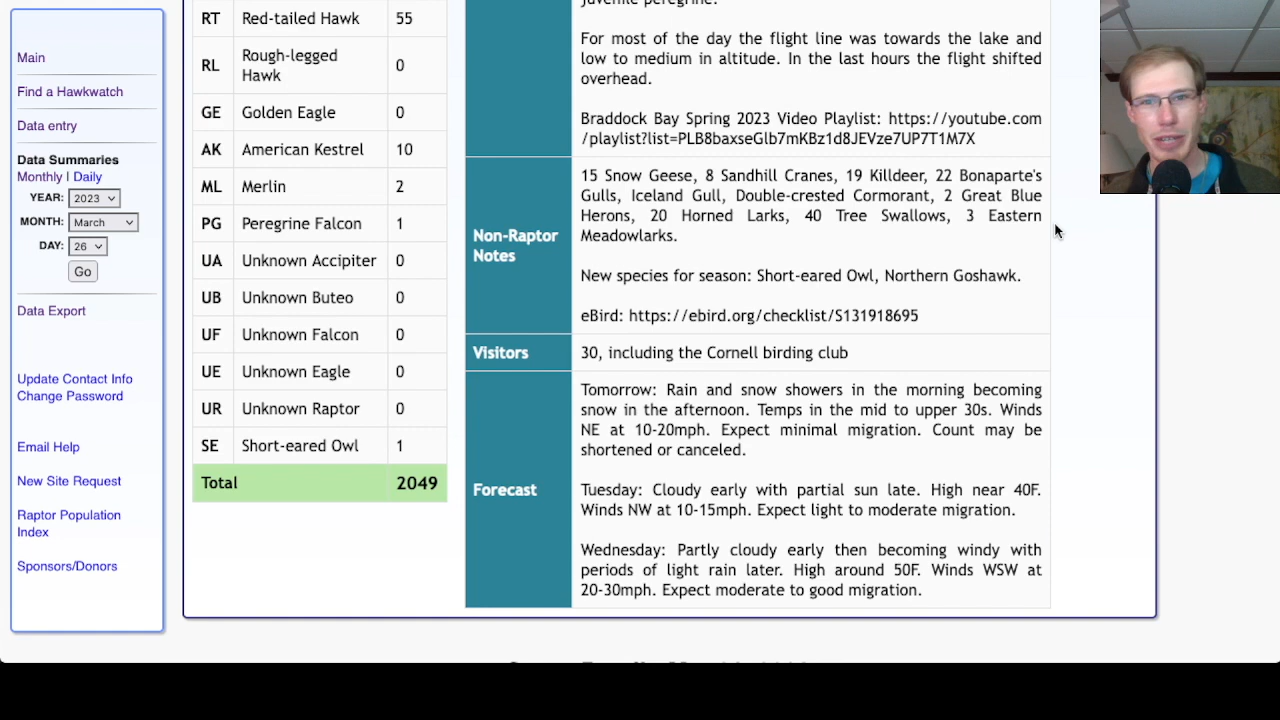 Main
Find a Hawkwatch
Data entry
Data Summaries
Monthly | Daily
YEAR: 2023
MONTH: March
DAY: 26
Go
Data Export
Update Contact Info
Change Password
Email Help
New Site Request
Raptor Population
Index
Sponsors/Donors
RT Red-tailed Hawk 55
RL Rough-legged
Hawk 0
GE Golden Eagle 0
AK American Kestrel 10
ML Merlin 2
PG Peregrine Falcon 1
UA Unknown Accipiter 0
UB Unknown Buteo 0
UF Unknown Falcon 0
UE Unknown Eagle 0
UR Unknown Raptor 0
SE Short-eared Owl 1
Total 2049
juvenile peregrine.
For most of the day the flight line was towards the lake and
low to medium in altitude. In the last hours the flight shifted
overhead.
Braddock Bay Spring 2023 Video Playlist: https://youtube.com
/playlist?list=PLB8baxseGlb7mKBz1d8JEVze7UP7T1M7X
Non-Raptor
Notes
15 Snow Geese, 8 Sandhill Cranes, 19 Killdeer, 22 Bonaparte's
Gulls, Iceland Gull, Double-crested Cormorant, 2 Great Blue
Herons, 20 Horned Larks, 40 Tree Swallows, 3 Eastern
Meadowlarks.
New species for season: Short-eared Owl, Northern Goshawk.
eBird: https://ebird.org/checklist/S131918695
Visitors
30, including the Cornell birding club
Forecast
Tomorrow: Rain and snow showers in the morning becoming
snow in the afternoon. Temps in the mid to upper 30s. Winds
NE at 10-20mph. Expect minimal migration. Count may be
shortened or canceled.
Tuesday: Cloudy early with partial sun late. High near 40F.
Winds NW at 10-15mph. Expect light to moderate migration.
Wednesday: Partly cloudy early then becoming windy with
periods of light rain later. High around 50F. Winds WSW at
20-30mph. Expect moderate to good migration.